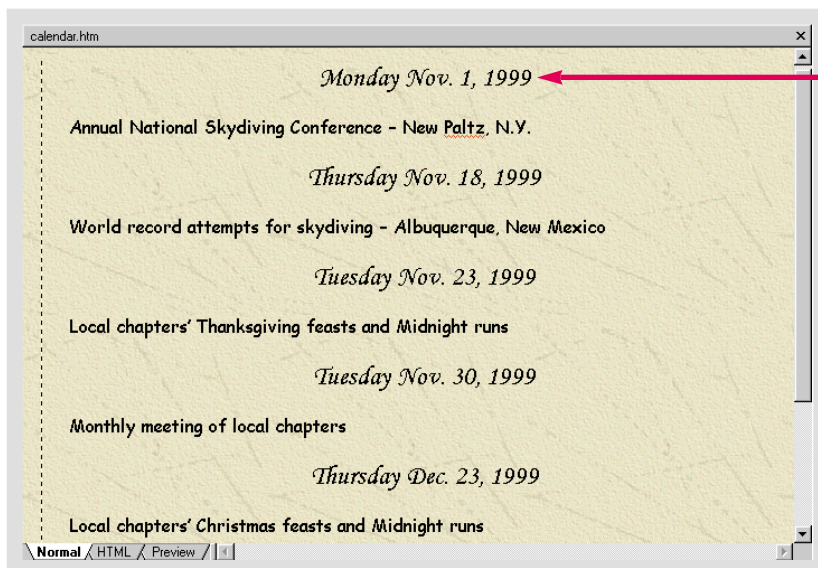 calendar.htm
Monday Nov. 1, 1999
Annual National Skydiving Conference – New Paltz, N.Y.
Thursday Nov. 18, 1999
World record attempts for skydiving – Albuquerque, New Mexico
Tuesday Nov. 23, 1999
Local chapters' Thanksgiving feasts and Midnight runs
Tuesday Nov. 30, 1999
Monthly meeting of local chapters
Thursday Dec. 23, 1999
Local chapters' Christmas feasts and Midnight runs
Normal HTML Preview